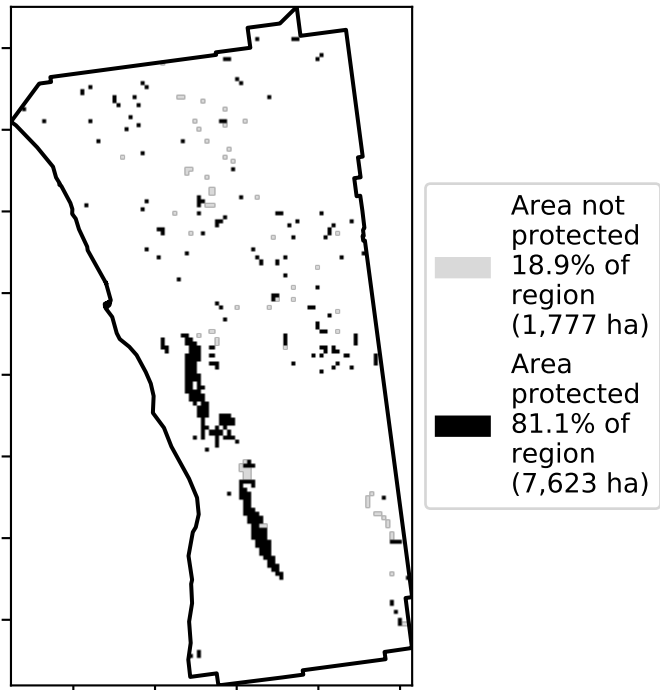 Area not
protected
18.9% of
region
(1,777 ha)
Area
protected
81.1% of
region
(7,623 ha)